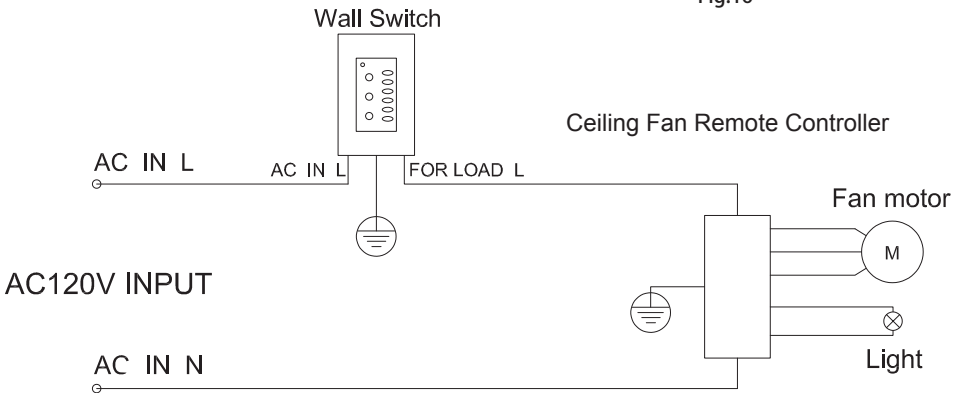 Wall Switch
Ceiling Fan Remote Controller
AC IN L
AC IN L
FOR LOAD L
Fan motor
M
AC120V INPUT
AC IN N
Light